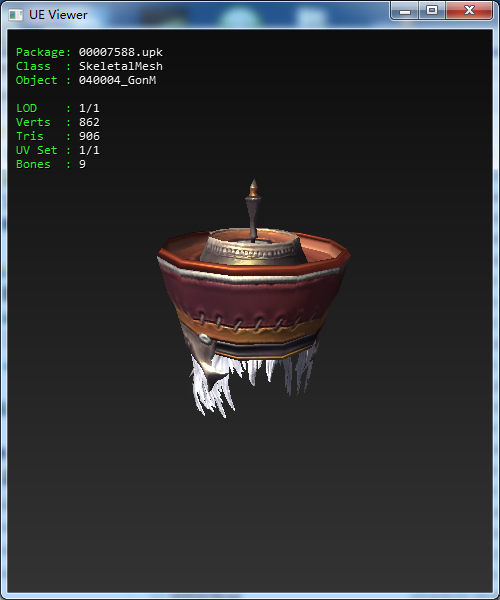 UE Viewer
Package: 00007588.upk
Class : SkeletalMesh
Object : 040004_GonM
LOD : 1/1
Verts : 862
Tris : 906
UV Set : 1/1
Bones : 9